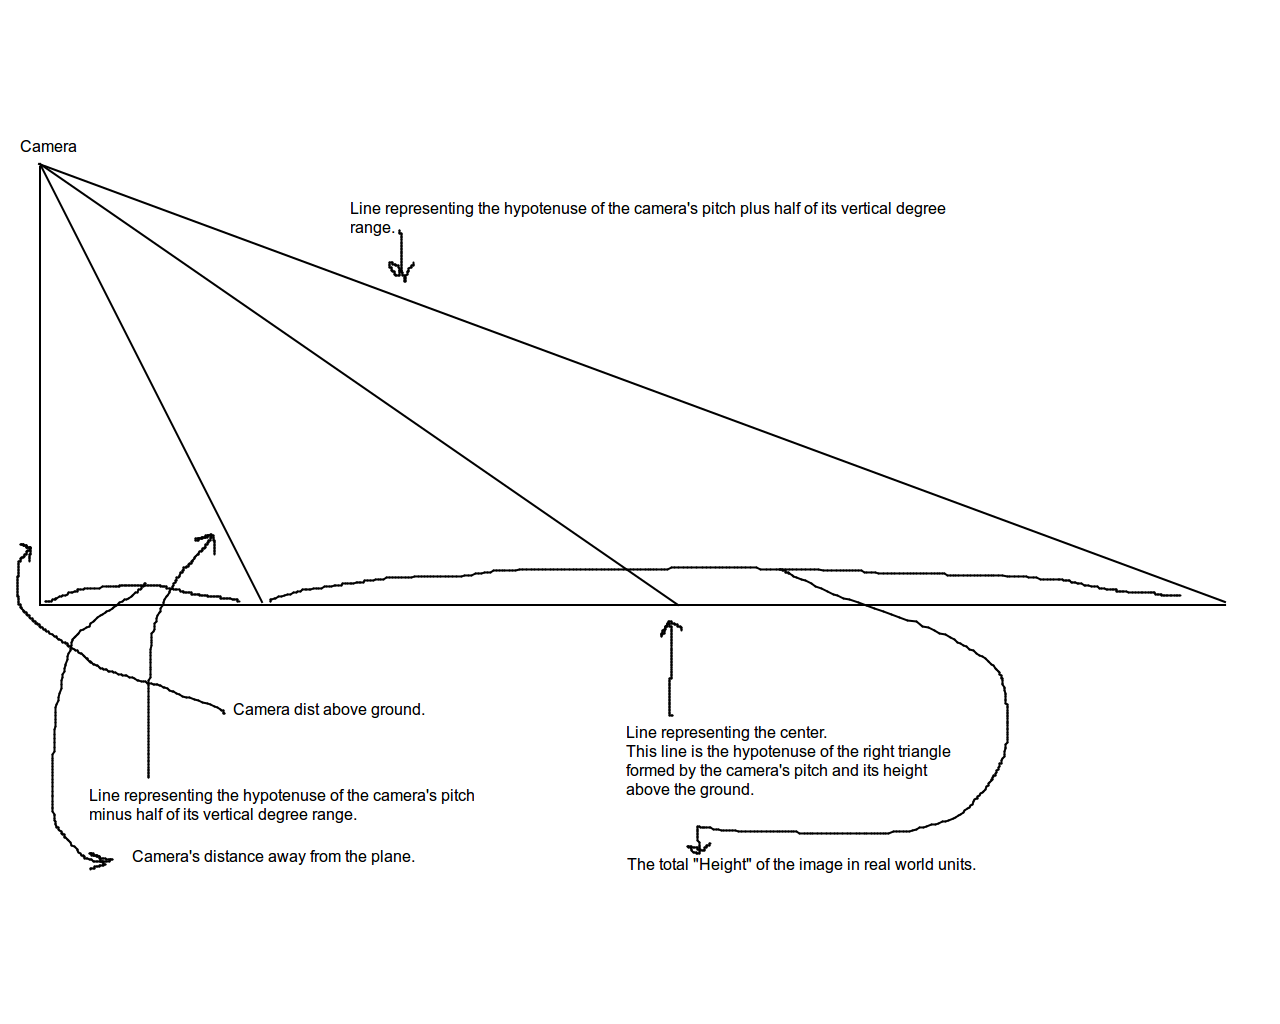 Camera
Line representing the hypotenuse of the camera's pitch plus half of its vertical degree
range.
Camera dist above ground.
Line representing the center.
This line is the hypotenuse of the right triangle
formed by the camera's pitch and its height
above the ground.
Line representing the hypotenuse of the camera's pitch
minus half of its vertical degree range.
Camera's distance away from the plane.
The total "Height" of the image in real world units.